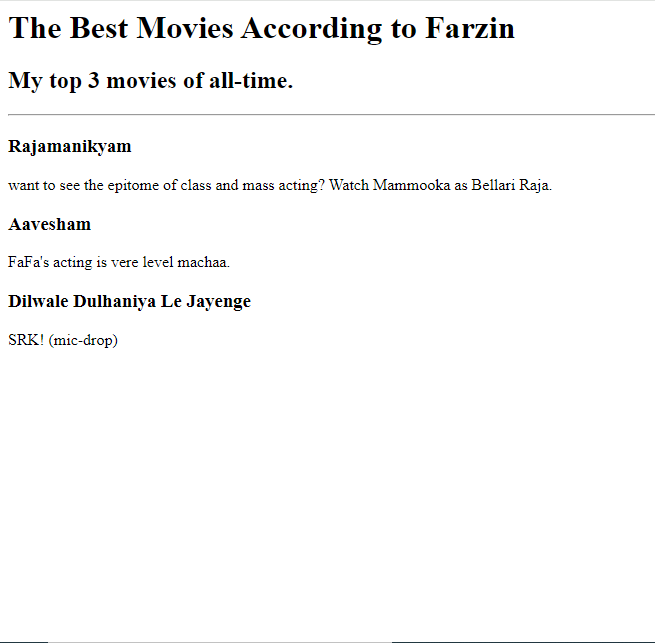 The Best Movies According to Farzin
My top 3 movies of all-time.
Rajamanikyam
want to see the epitome of class and mass acting? Watch Mammooka as Bellari Raja.
Aavesham
FaFa's acting is vere level machaa.
Dilwale Dulhaniya Le Jayenge
SRK! (mic-drop)